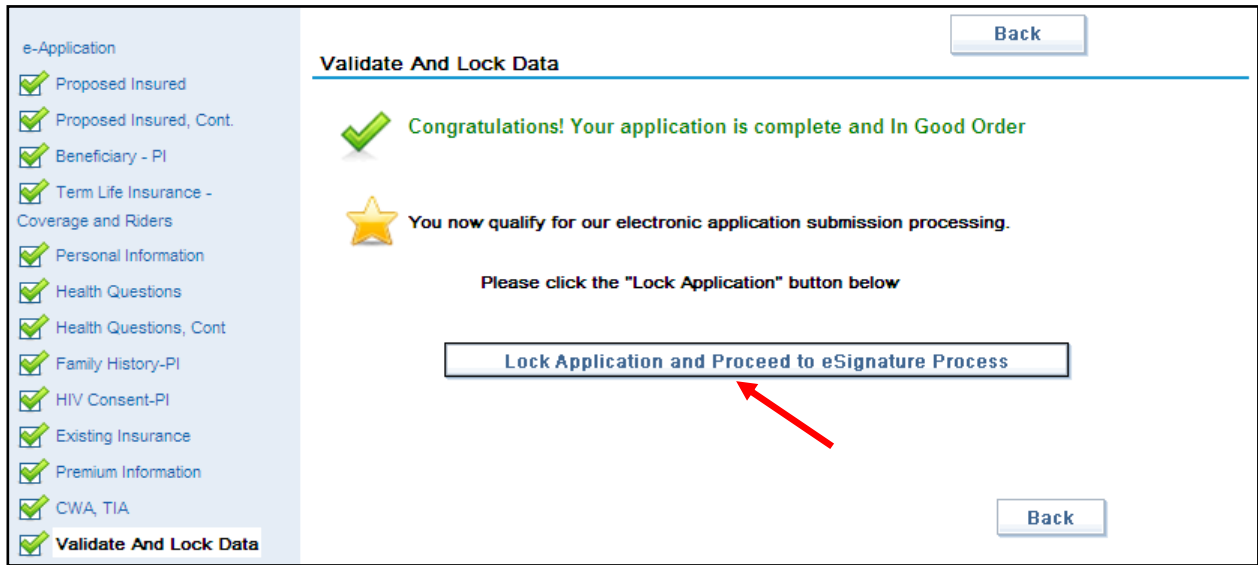 e-Application
Proposed Insured
Proposed Insured, Cont.
Beneficiary - PI
Term Life Insurance -
Coverage and Riders
Personal Information
Health Questions
Health Questions, Cont
Family History-PI
HIV Consent-PI
Existing Insurance
Premium Information
CWA, TIA
Validate And Lock Data
Back
Validate And Lock Data
Congratulations! Your application is complete and In Good Order
You now qualify for our electronic application submission processing.
Please click the "Lock Application" button below
Lock Application and Proceed to eSignature Process
Back